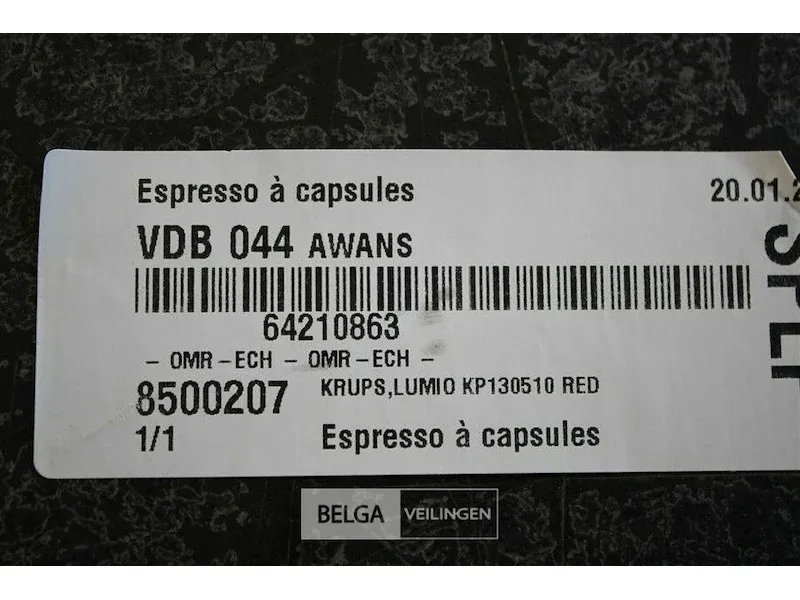 Espresso à capsules
20.01.2
VDB 044 AWANS
64210863
- OMR-ECH - OMR-ECH -
8500207
KRUPS,LUMIO KP130510 RED
1/1
Espresso à capsules
BELGA VEILINGEN